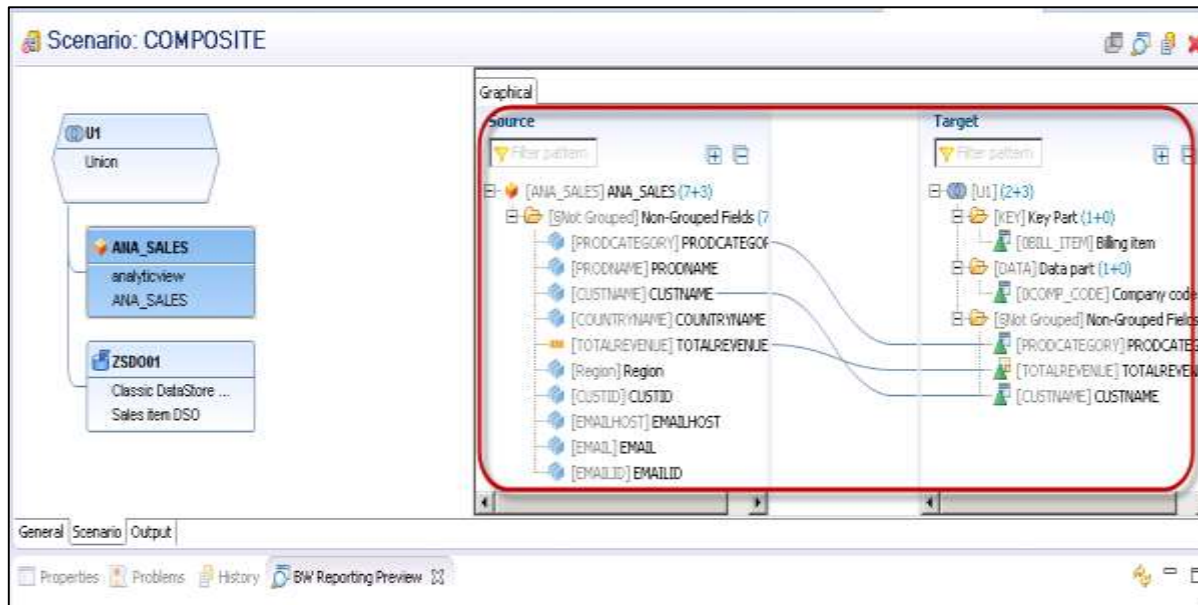 Scenario: COMPOSITE
U1
Union
ANA_SALES
analyticview
ANA_SALES
ZSDO01
Classic DataStore ...
Sales item DSO
Graphical
Source
Filter pattern
[ANA_SALES] ANA_SALES (7+3)
[§Not Grouped] Non-Grouped Fields (7
[PRODCATEGORY] PRODCATEGOR
[PRODNAME] PRODNAME
[CUSTNAME] CUSTNAME
[COUNTRYNAME] COUNTRYNAME
[TOTALREVENUE] TOTALREVENUE
[Region] Region
[CUSTID] CUSTID
[EMAILHOST] EMAILHOST
[EMAIL] EMAIL
[EMAILID] EMAILID
Target
Filter pattern
[U1] (2+3)
[KEY] Key Part (1+0)
[0BILL_ITEM] Billing item
[DATA] Data part (1+0)
[0COMP_CODE] Company code
[§Not Grouped] Non-Grouped Fields
[PRODCATEGORY] PRODCATEG
[TOTALREVENUE] TOTALREVEN
[CUSTNAME] CUSTNAME
General Scenario Output
Properties Problems History BW Reporting Preview